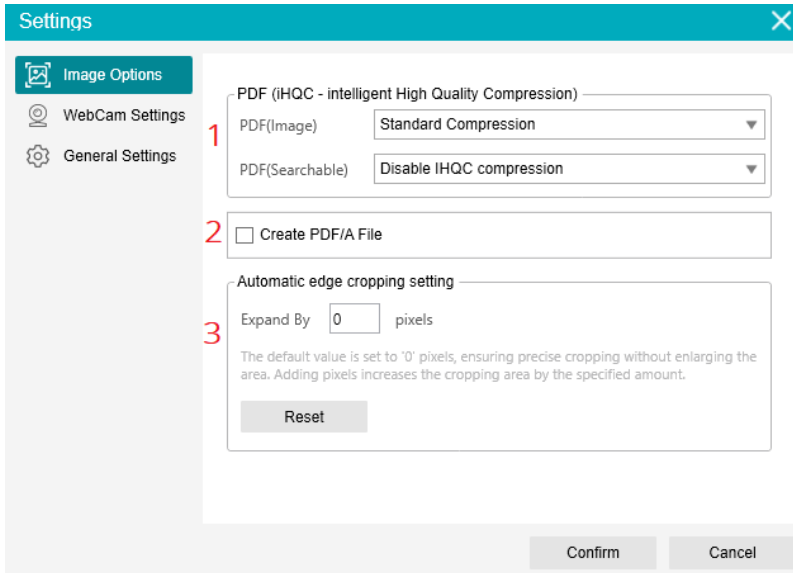 Settings
Image Options
WebCam Settings
General Settings
1
PDF (iHQC - intelligent High Quality Compression)
PDF(Image) Standard Compression
PDF(Searchable) Disable IHQC compression
2
Create PDF/A File
3
Automatic edge cropping setting
Expand By 0 pixels
The default value is set to '0' pixels, ensuring precise cropping without enlarging the
area. Adding pixels increases the cropping area by the specified amount.
Reset
Confirm Cancel